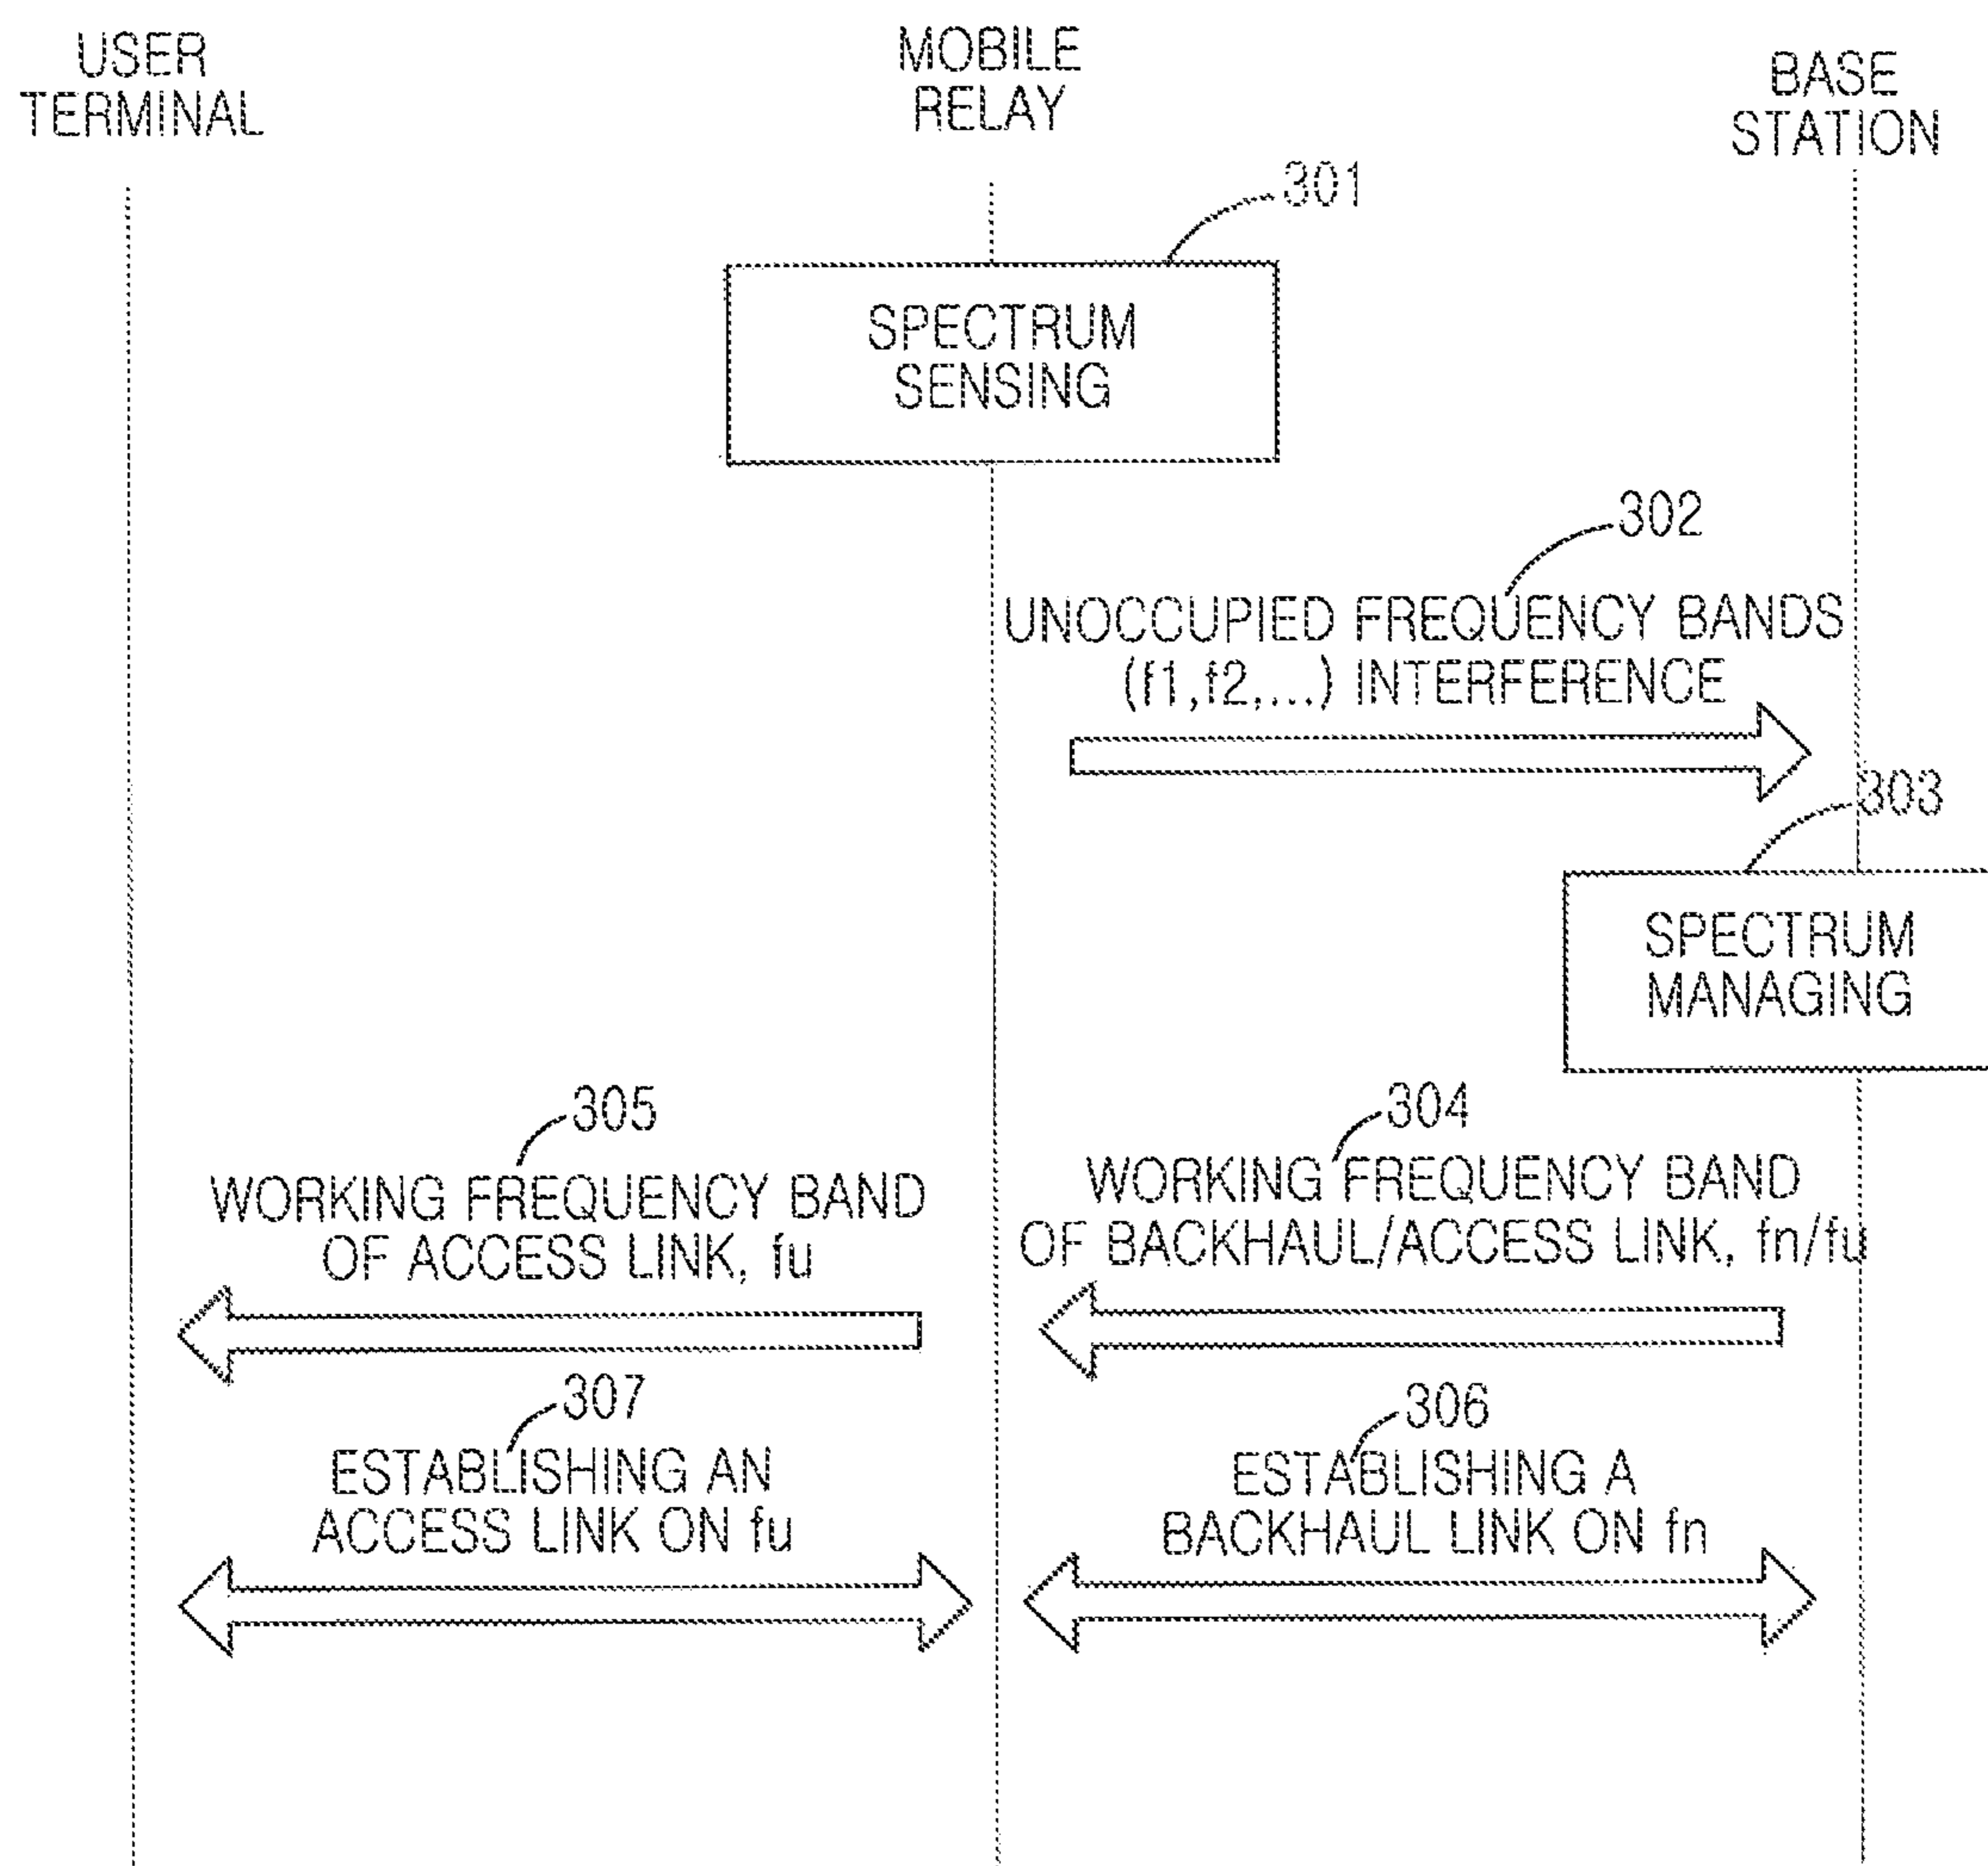 USER
TERMINAL
MOBILE
RELAY
BASE
STATION
301
SPECTRUM
SENSING
302
UNOCCUPIED FREQUENCY BANDS
(f1,f2,...) INTERFERENCE
303
SPECTRUM
MANAGING
305
WORKING FREQUENCY BAND
OF ACCESS LINK, fu
304
WORKING FREQUENCY BAND
OF BACKHAUL/ACCESS LINK, fn/fu
307
ESTABLISHING AN
ACCESS LINK ON fu
306
ESTABLISHING A
BACKHAUL LINK ON fn